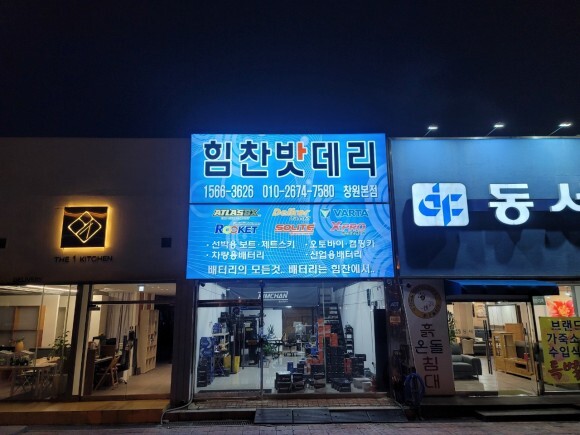 힘찬밧데리
1566-3626 010-2674-7580 창원본점
ATLASBX Delkor VARTA
ROCKET SOLITE
· 선박용 보트·제트스키 · 오토바이·캠핑카
· 차량용배터리 · 산업용배터리
배터리의 모든것.. 배터리는 힘찬에서..
HIMCHAN
THE 1 KITCHEN
동서
흙
온돌
침대
브랜드
가죽소
수입식
특별